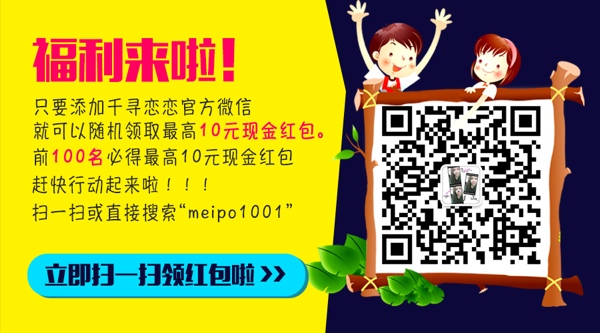 福利来啦！
只要添加千寻恋恋官方微信
就可以随机领取最高10元现金红包。
前100名必得最高10元现金红包
赶快行动起来啦！！！
扫一扫或直接搜索“meipo1001”
立即扫一扫领红包啦 >>